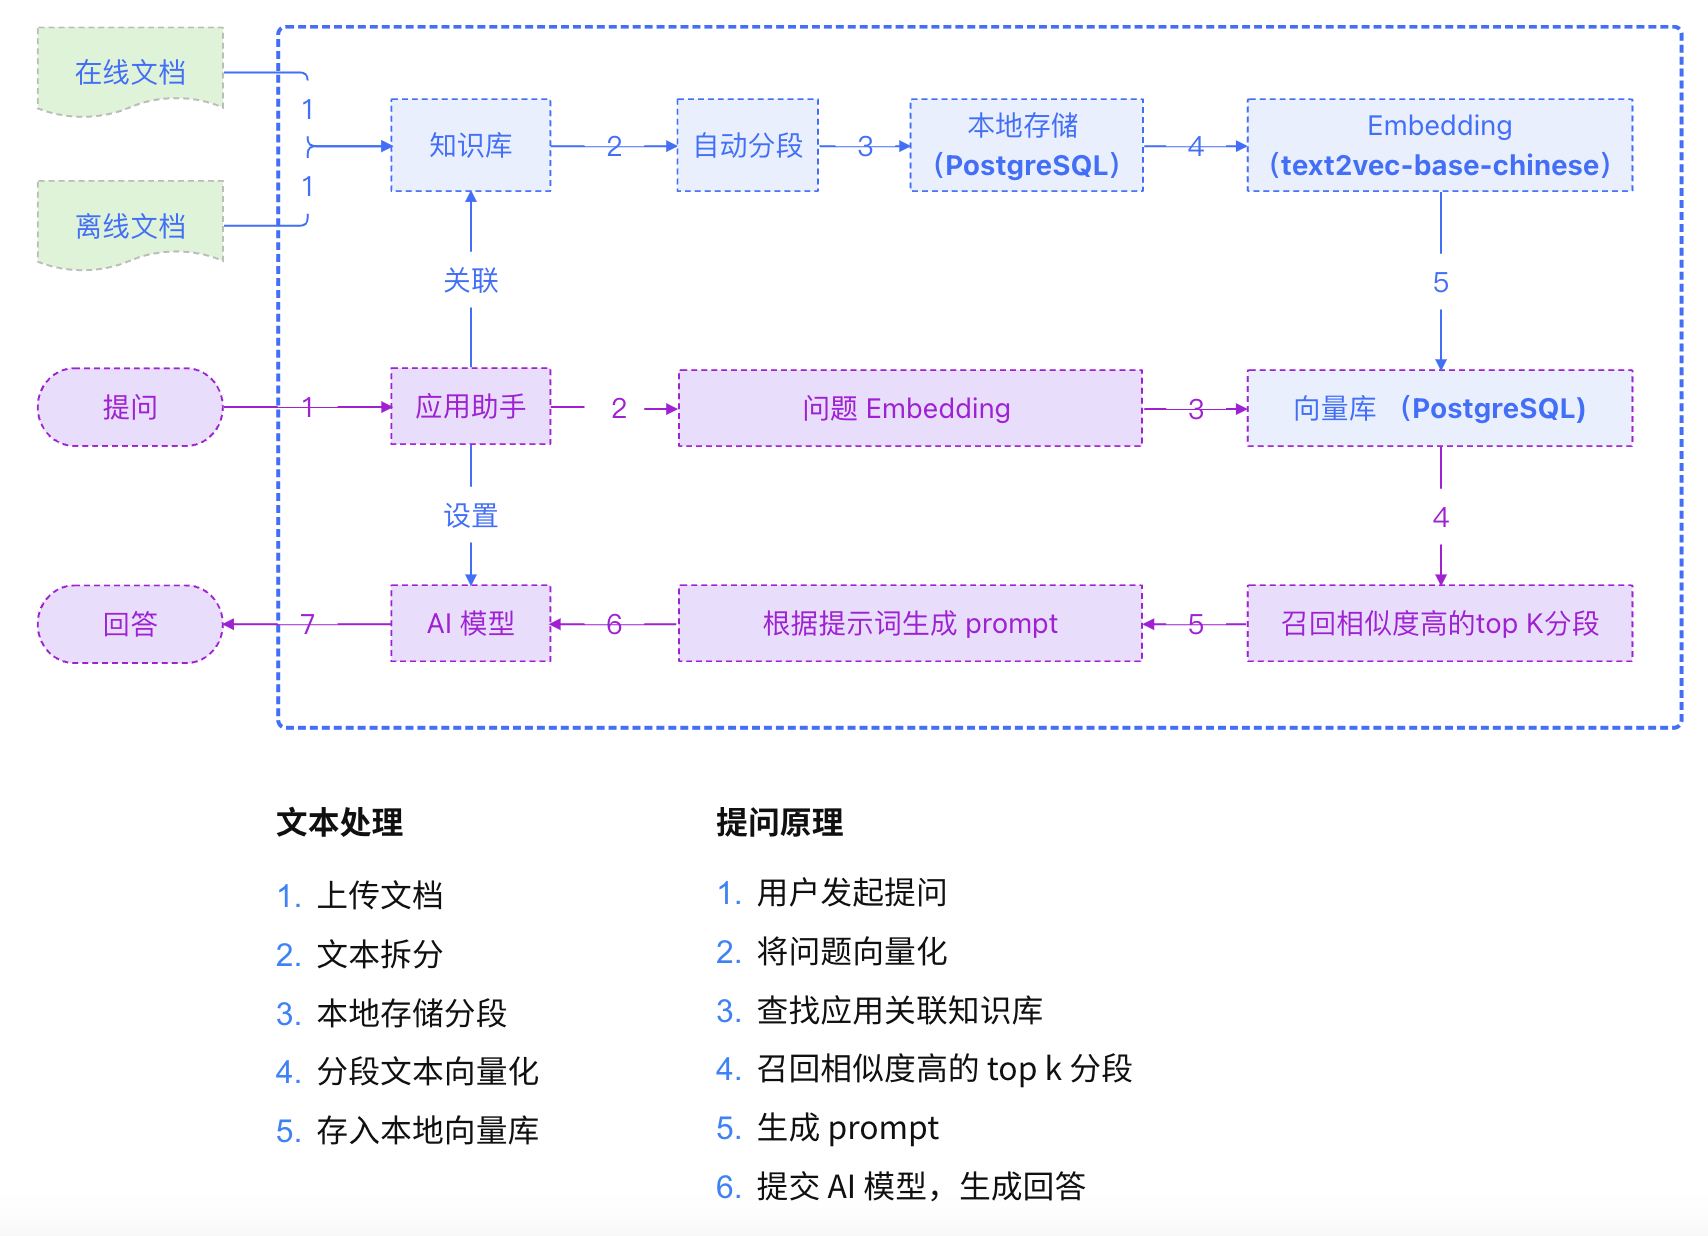 在线文档
1
知识库
2
自动分段
3
本地存储
（PostgreSQL）
4
Embedding
（text2vec-base-chinese）
1
离线文档
关联
5
提问
1
应用助手
2
问题 Embedding
3
向量库 （PostgreSQL)
设置
4
回答
7
AI 模型
6
根据提示词生成 prompt
5
召回相似度高的top K分段
文本处理
1. 上传文档
2. 文本拆分
3. 本地存储分段
4. 分段文本向量化
5. 存入本地向量库
提问原理
1. 用户发起提问
2. 将问题向量化
3. 查找应用关联知识库
4. 召回相似度高的 top k 分段
5. 生成 prompt
6. 提交 AI 模型，生成回答